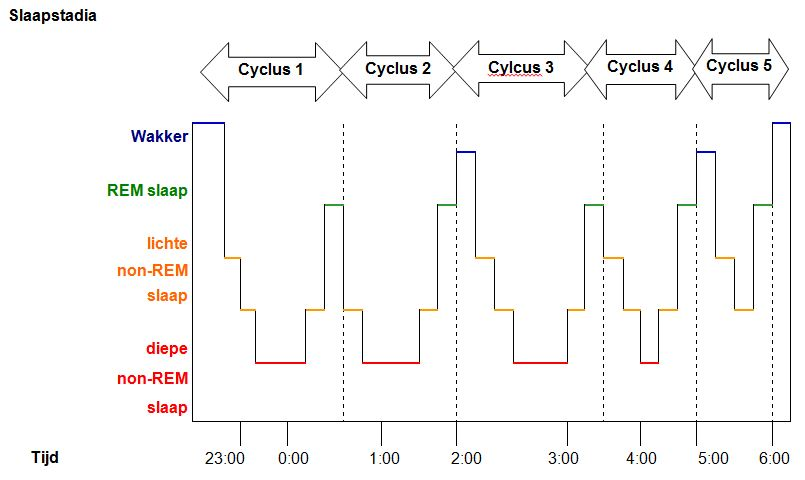 Slaapstadia
Cyclus 1 Cyclus 2 Cylcus 3 Cyclus 4 Cyclus 5
Wakker
REM slaap
lichte
non-REM
slaap
diepe
non-REM
slaap
Tijd 23:00 0:00 1:00 2:00 3:00 4:00 5:00 6:00